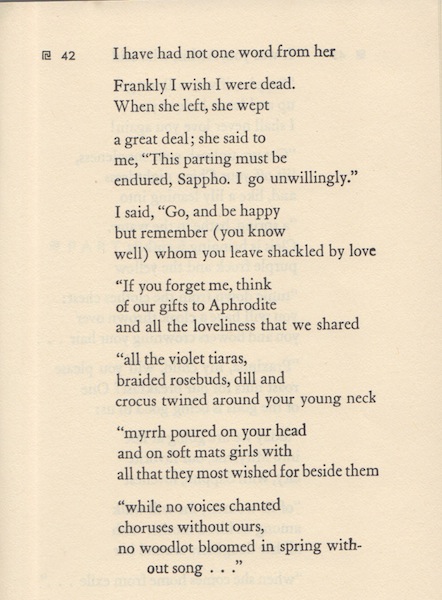 42 I have had not one word from her
Frankly I wish I were dead.
When she left, she wept
a great deal; she said to
me, “This parting must be
endured, Sappho. I go unwillingly.”
I said, “Go, and be happy
but remember (you know
well) whom you leave shackled by love
“If you forget me, think
of our gifts to Aphrodite
and all the loveliness that we shared
“all the violet tiaras,
braided rosebuds, dill and
crocus twined around your young neck
“myrrh poured on your head
and on soft mats girls with
all that they most wished for beside them
“while no voices chanted
choruses without ours,
no woodlot bloomed in spring with-
out song . . .”